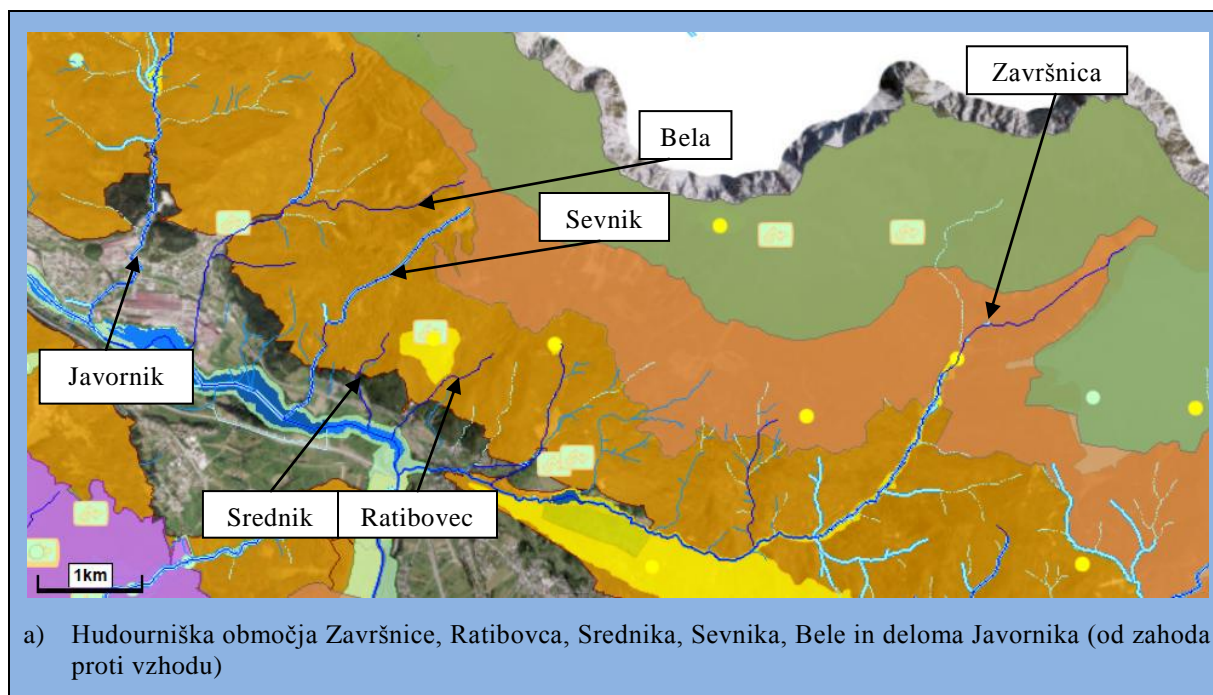 Završnica
Bela
Sevnik
Javornik
Srednik
Ratibovec
1km
a) Hudourniška območja Završnice, Ratibovca, Srednika, Sevnika, Bele in deloma Javornika (od zahoda
proti vzhodu)